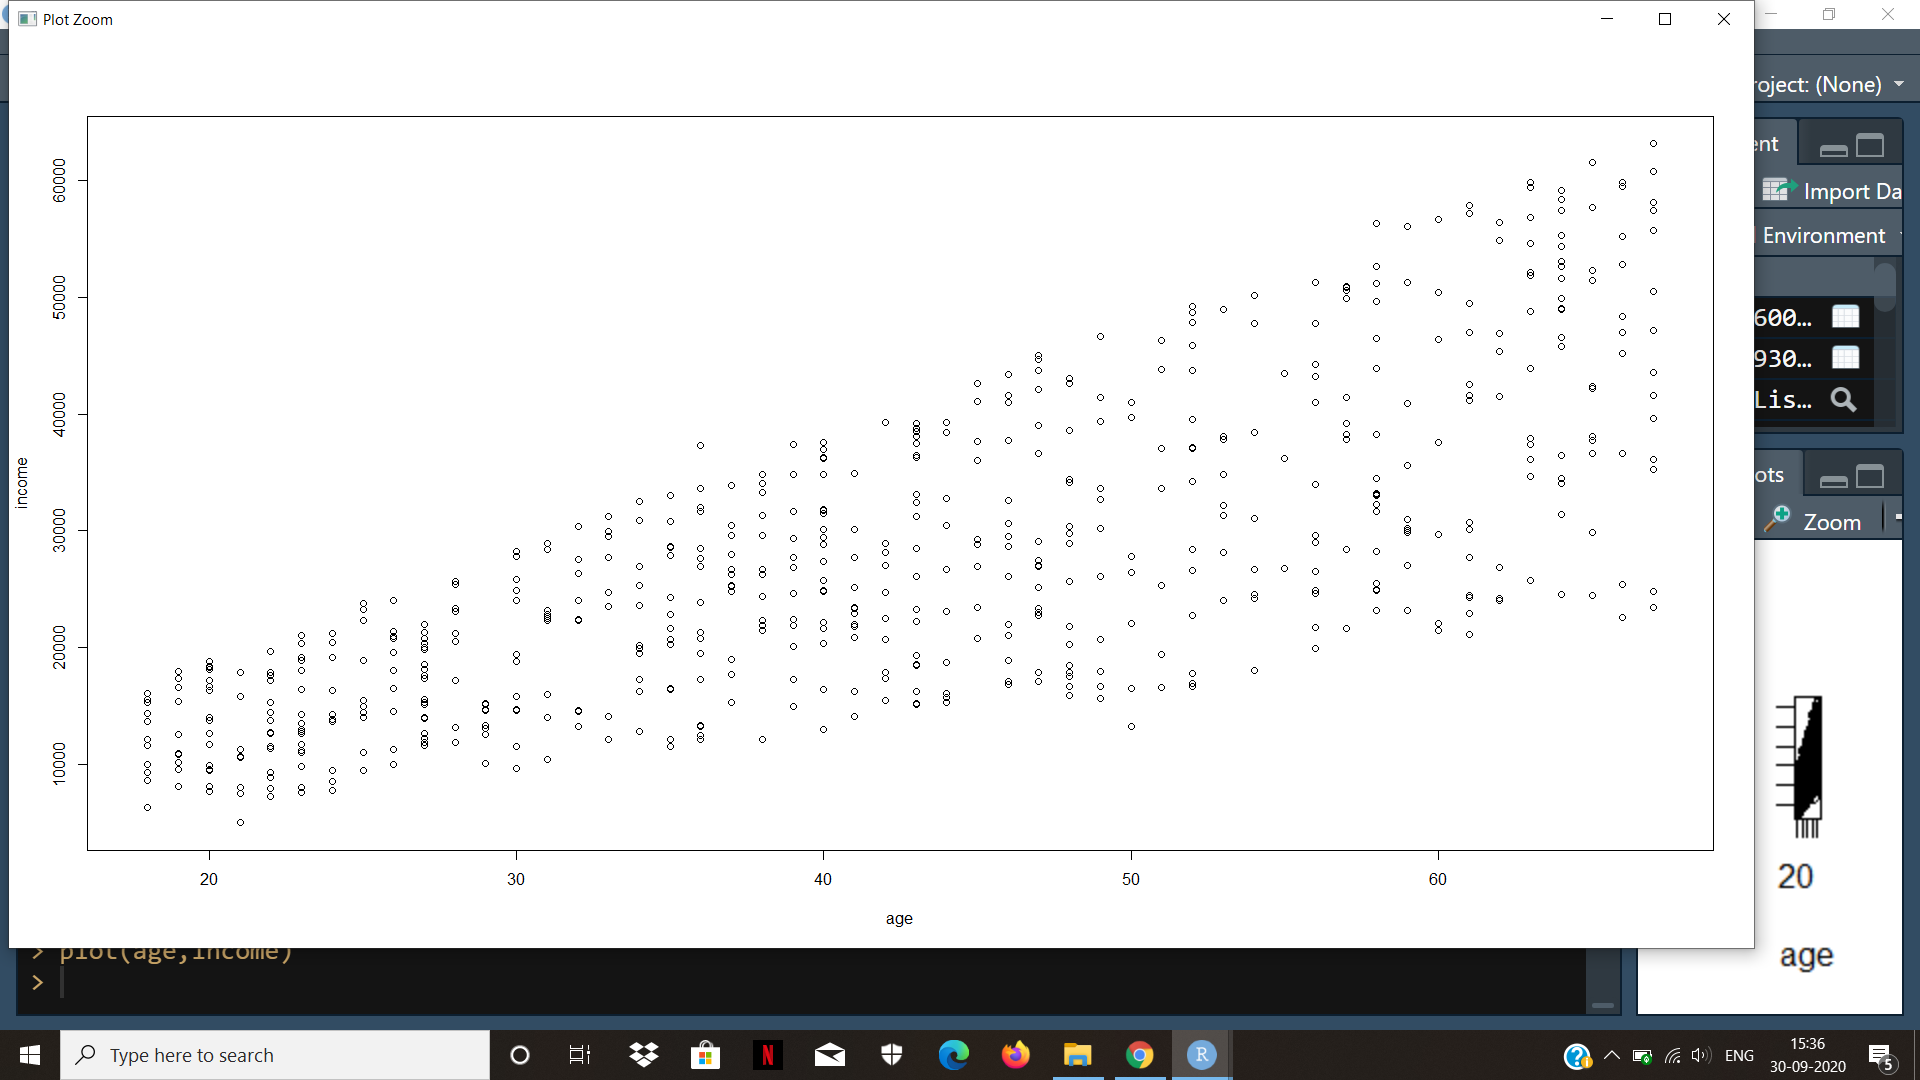 Plot Zoom
roject: (None)
ent
Import Da
Environment
600...
930...
Lis...
ots
Zoom
60000
50000
40000
30000
20000
10000
income
20 30 40 50 60
age
20
age
> plot(age,income)
>
Type here to search
N
R
ENG
15:36
30-09-2020
5